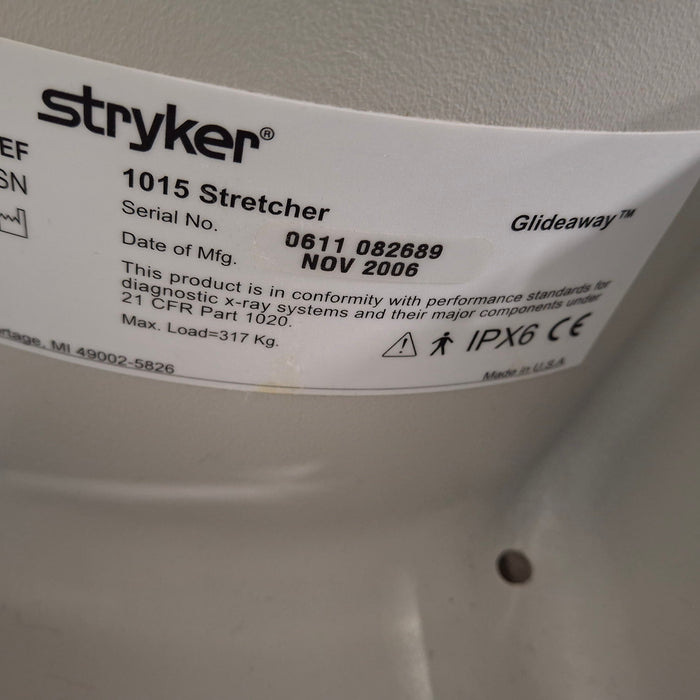 stryker®
EF
SN
1015 Stretcher
Glideaway™
Serial No. 0611 082689
Date of Mfg. NOV 2006
This product is in conformity with performance standards for
diagnostic x-ray systems and their major components under
21 CFR Part 1020.
Max. Load=317 Kg.
IPX6 CE
rtage, MI 49002-5826
Made in U.S.A.